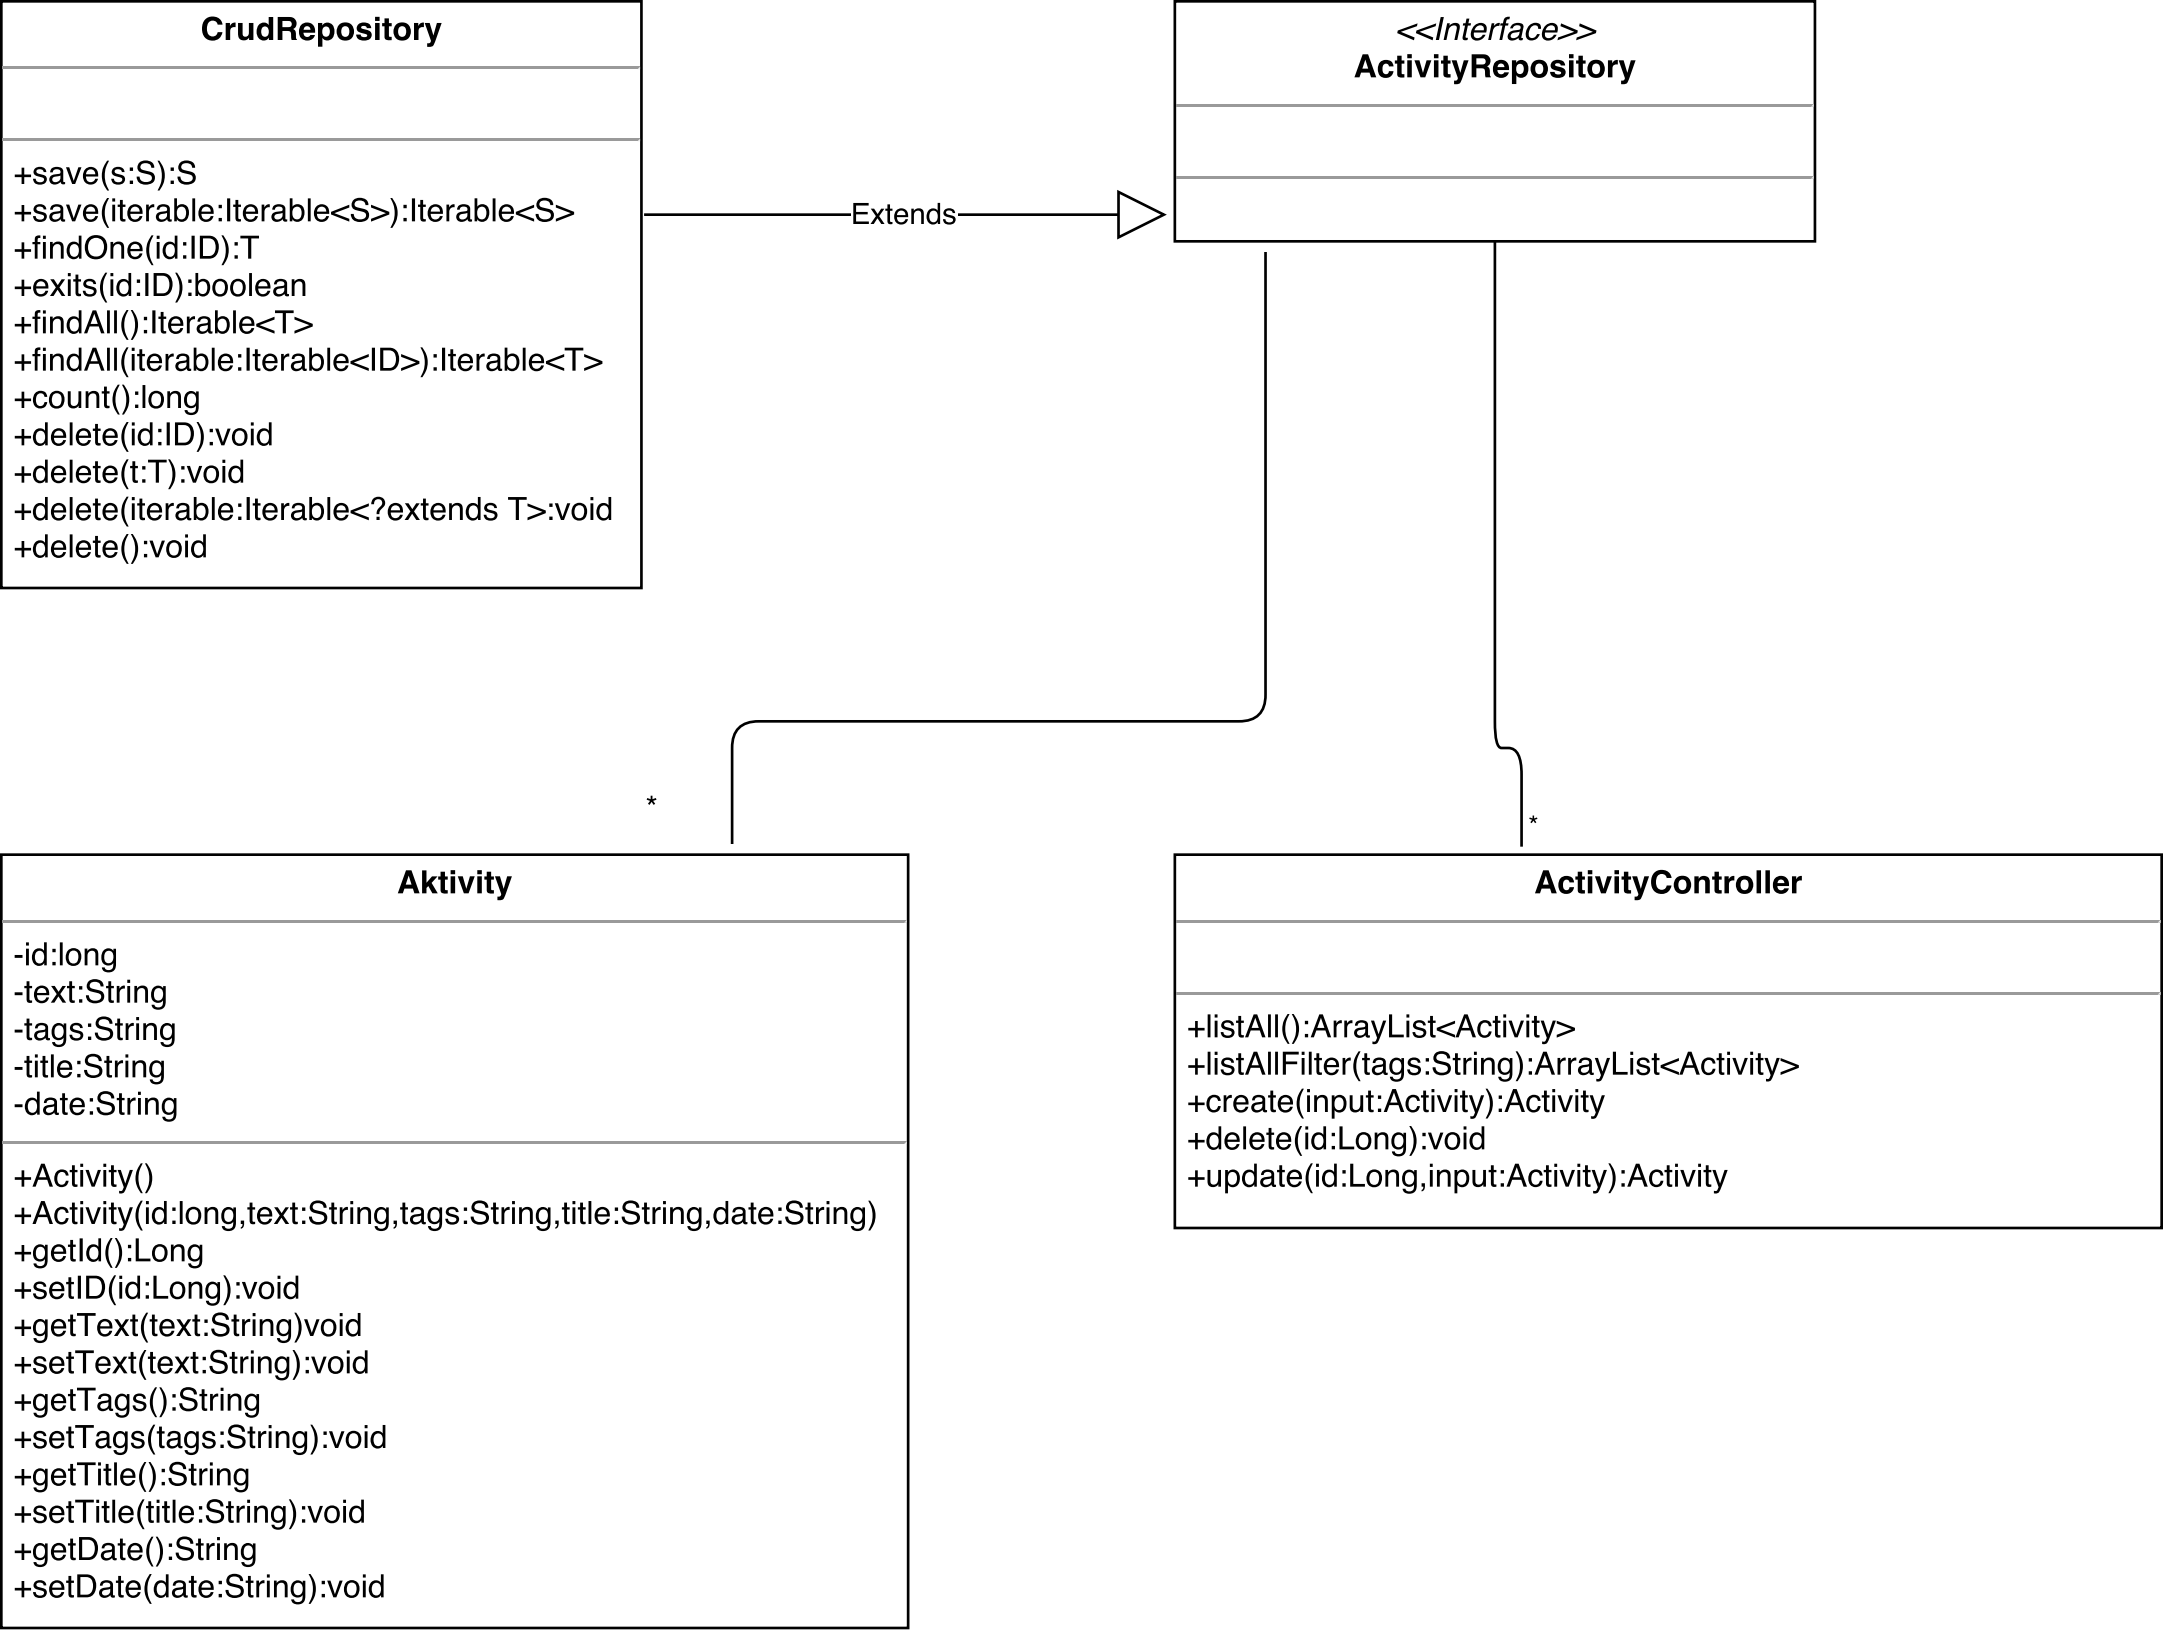 CrudRepository
+save(s:S):S
+save(iterable:Iterable<S>):Iterable<S>
+findOne(id:ID):T
+exits(id:ID):boolean
+findAll():Iterable<T>
+findAll(iterable:Iterable<ID>):Iterable<T>
+count():long
+delete(id:ID):void
+delete(t:T):void
+delete(iterable:Iterable<?extends T>:void
+delete():void
Extends
<<Interface>>
ActivityRepository
*
*
Aktivity
-id:long
-text:String
-tags:String
-title:String
-date:String
+Activity()
+Activity(id:long,text:String,tags:String,title:String,date:String)
+getId():Long
+setID(id:Long):void
+getText(text:String)void
+setText(text:String):void
+getTags():String
+setTags(tags:String):void
+getTitle():String
+setTitle(title:String):void
+getDate():String
+setDate(date:String):void
ActivityController
+listAll():ArrayList<Activity>
+listAllFilter(tags:String):ArrayList<Activity>
+create(input:Activity):Activity
+delete(id:Long):void
+update(id:Long,input:Activity):Activity